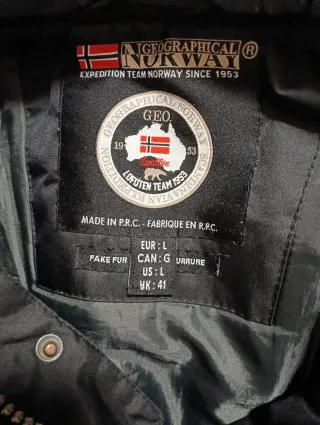 GEOGRAPHICAL
NORWAY®
EXPEDITION TEAM NORWAY SINCE 1953
GEOGRAPHICAL NORWAY
GEO.
19 53
LOFOTEN TEAM 1953
MADE IN P.R.C. - FABRIQUE EN R.P.C.
EUR : L
FAKE FUR CAN : G URRURE
US : L
UK : 41